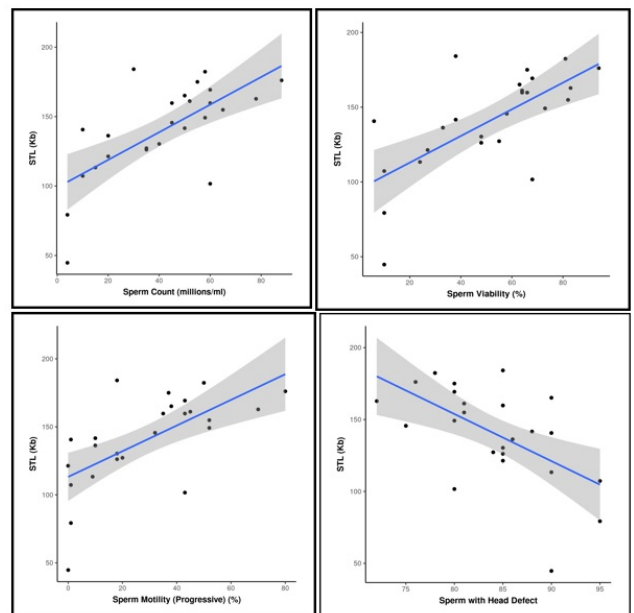 200
150
100
50
STL (Kb)
0 20 40 60 80
Sperm Count (millions/ml)
200
150
100
50
STL (Kb)
20 40 60 80
Sperm Viability (%)
200
150
100
50
STL (Kb)
0 20 40 60 80
Sperm Motility (Progressive) (%)
200
150
100
50
STL (Kb)
75 80 85 90 95
Sperm with Head Defect